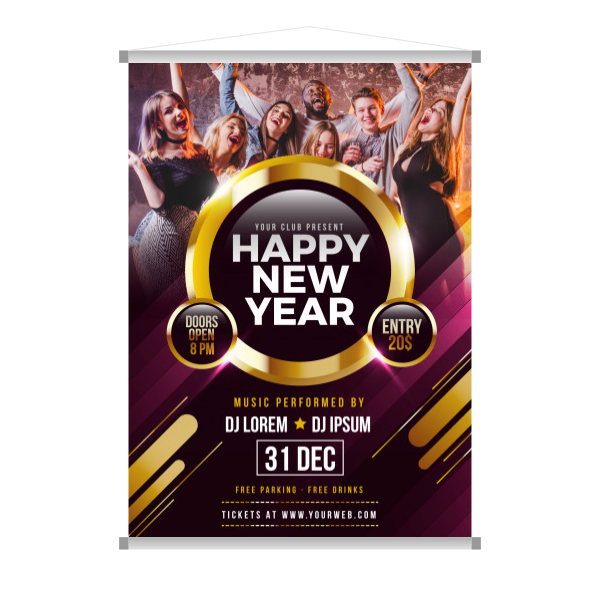 YOUR CLUB PRESENT
HAPPY
NEW
YEAR
DOORS
OPEN
8 PM
ENTRY
20$
MUSIC PERFORMED BY
DJ LOREM ★ DJ IPSUM
31 DEC
FREE PARKING · FREE DRINKS
TICKETS AT WWW.YOURWEB.COM